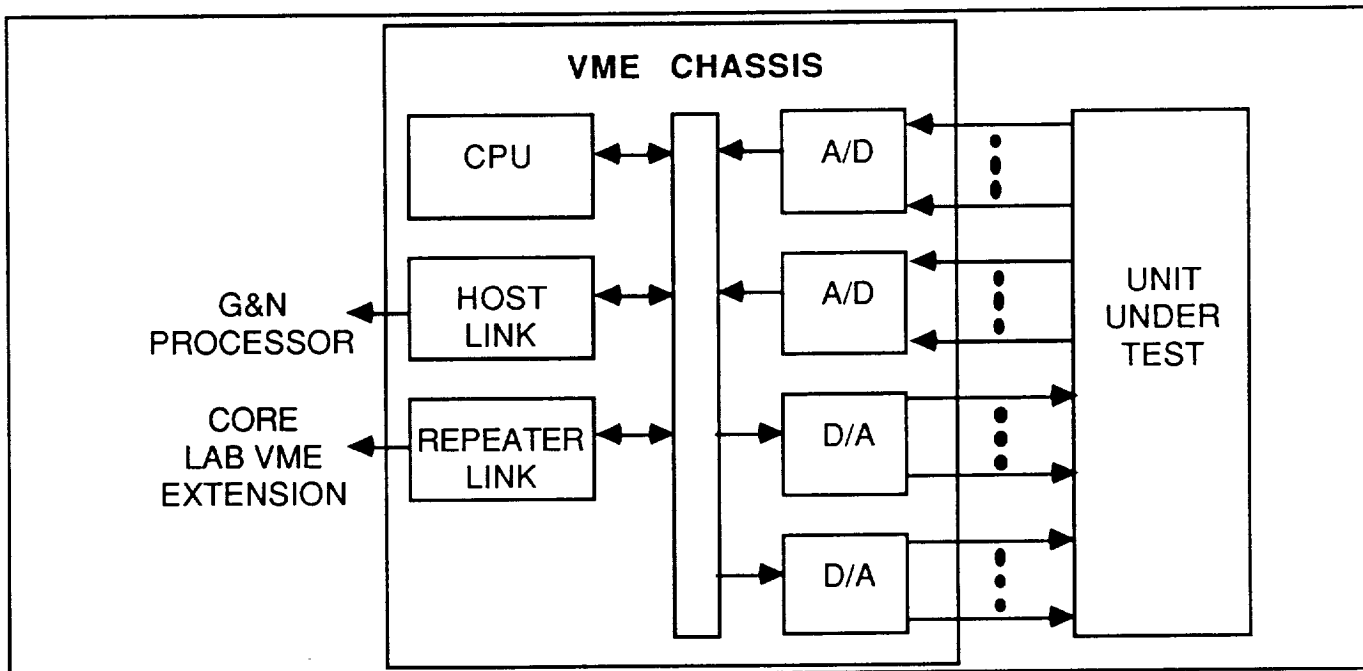 VME CHASSIS
CPU
A/D
HOST
LINK
A/D
G&N
PROCESSOR
UNIT
UNDER
TEST
REPEATER
LINK
D/A
CORE
LAB VME
EXTENSION
D/A